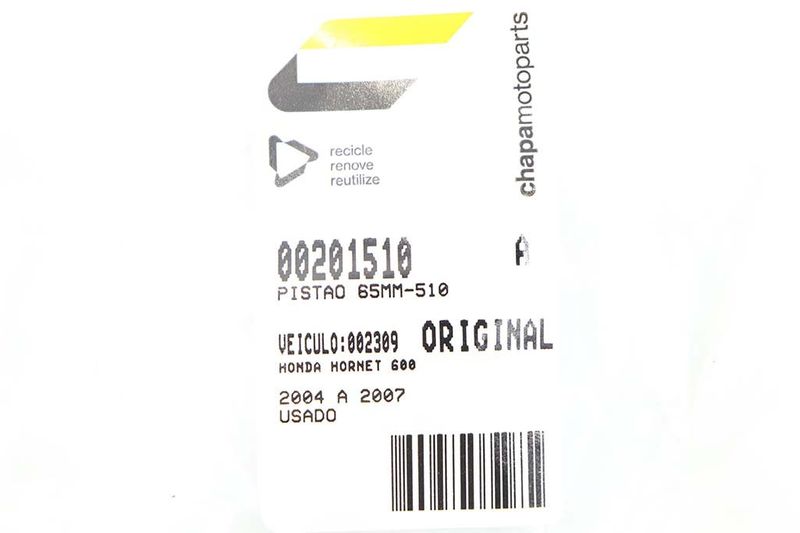 chapamotoparts
recicle
renove
reutilize
00201510
A
PISTAO 65MM-510
VEICULO:002309 ORIGINAL
HONDA HORNET 600
2004 A 2007
USADO